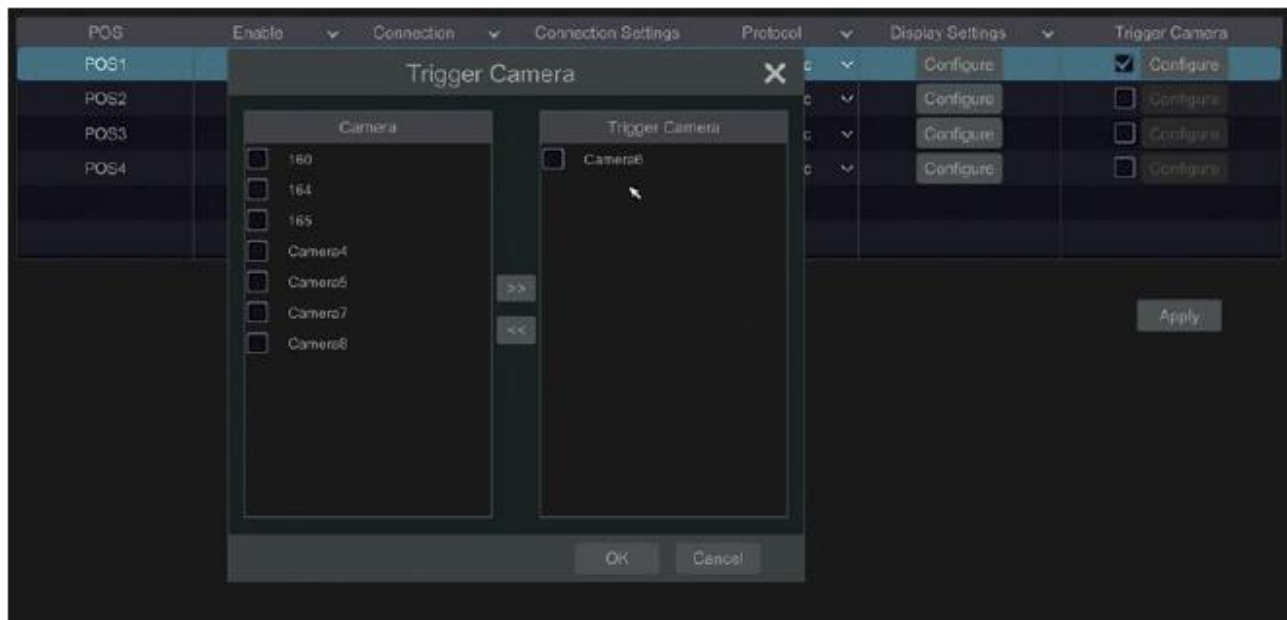 POS Enable Connection Connection Settings Protocol Display Settings Trigger Camera
POS1 c Configure Configure
Trigger Camera
POS2 c Configure Configure
POS3 c Configure Configure
POS4 c Configure Configure
Camera Trigger Camera
160 Camera6
164
165
Camera4
Camera5
Camera7
Camera8
>>
<<
Apply
OK Cancel